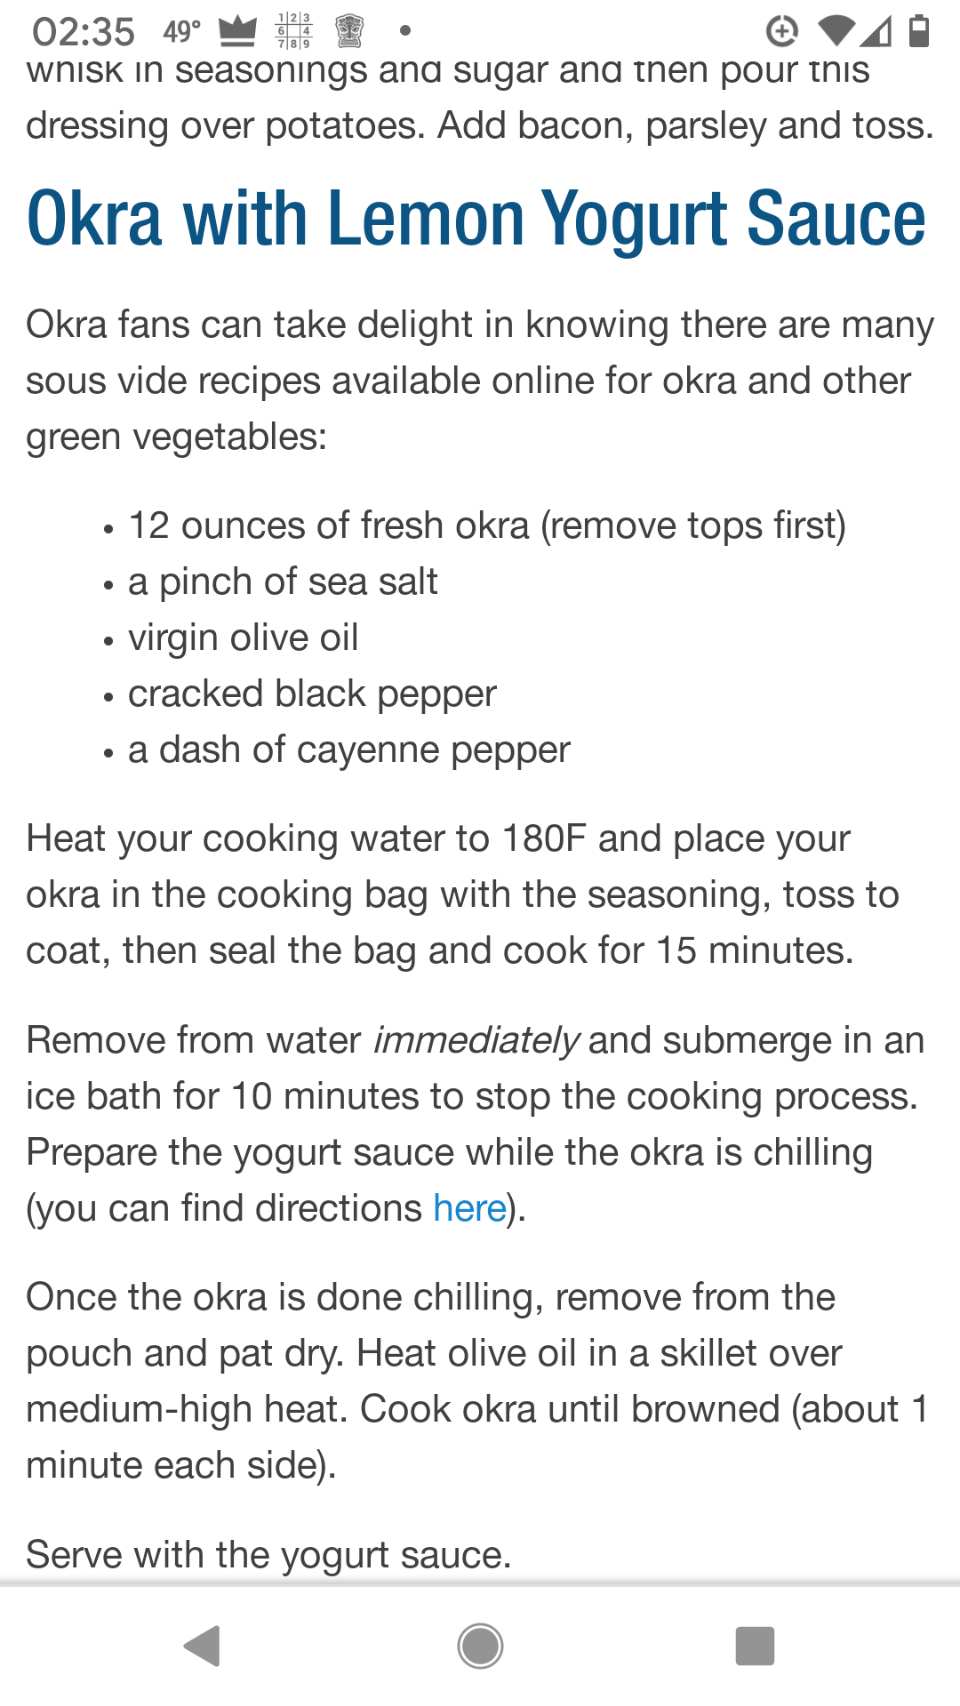 02:35 49°
1 2 3
6 4
7 8 9
whisk in seasonings and sugar and then pour this
dressing over potatoes. Add bacon, parsley and toss.
Okra with Lemon Yogurt Sauce
Okra fans can take delight in knowing there are many
sous vide recipes available online for okra and other
green vegetables:
• 12 ounces of fresh okra (remove tops first)
• a pinch of sea salt
• virgin olive oil
• cracked black pepper
• a dash of cayenne pepper
Heat your cooking water to 180F and place your
okra in the cooking bag with the seasoning, toss to
coat, then seal the bag and cook for 15 minutes.
Remove from water immediately and submerge in an
ice bath for 10 minutes to stop the cooking process.
Prepare the yogurt sauce while the okra is chilling
(you can find directions here).
Once the okra is done chilling, remove from the
pouch and pat dry. Heat olive oil in a skillet over
medium-high heat. Cook okra until browned (about 1
minute each side).
Serve with the yogurt sauce.